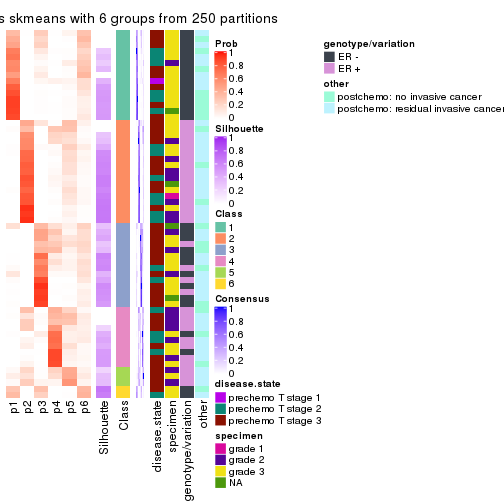 s skmeans with 6 groups from 250 partitions
Prob
1
0.8
0.6
0.4
0.2
0
Silhouette
1
0.8
0.6
0.4
0.2
0
Class
1
2
3
4
5
6
Consensus
1
0.8
0.6
0.4
0.2
0
disease.state
prechemo T stage 1
prechemo T stage 2
prechemo T stage 3
specimen
grade 1
grade 2
grade 3
NA
genotype/variation
ER -
ER +
other
postchemo: no invasive cancer
postchemo: residual invasive cancer
p1
p2
p3
p4
p5
p6
Silhouette
Class
disease.state
specimen
genotype/variation
other